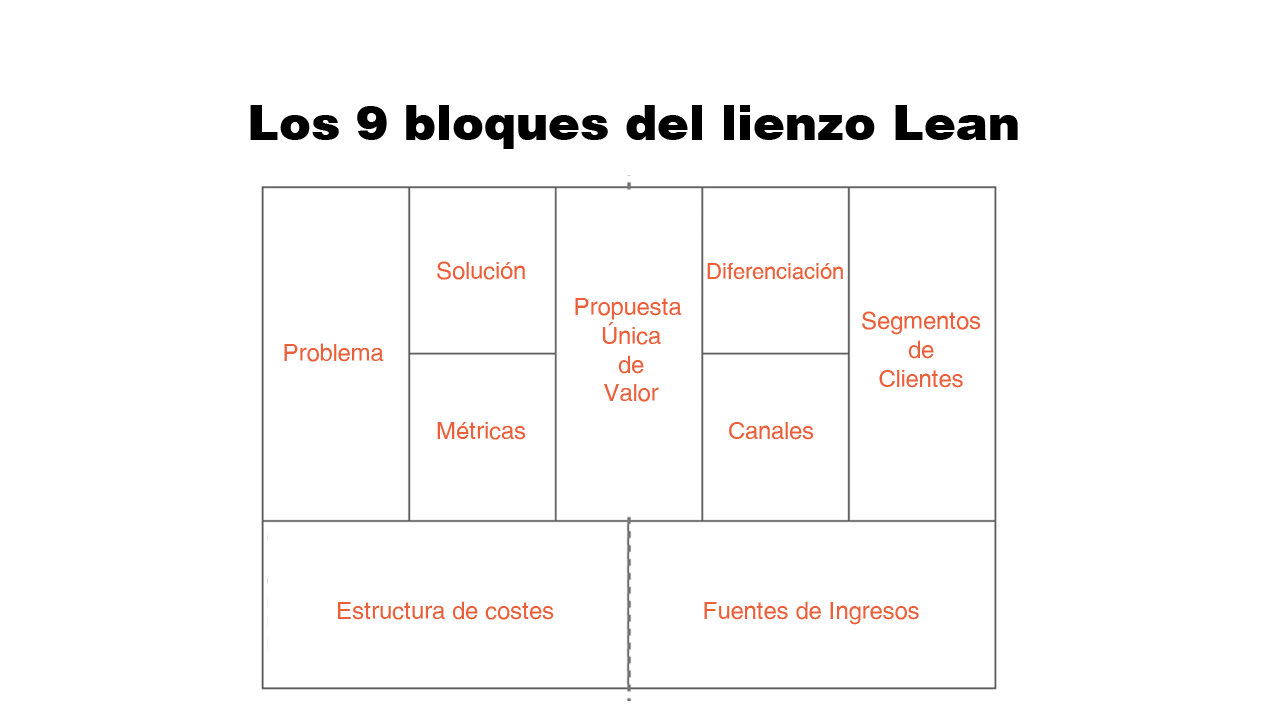 Los 9 bloques del lienzo Lean
Problema
Solución
Métricas
Propuesta
Única
de
Valor
Diferenciación
Canales
Segmentos
de
Clientes
Estructura de costes
Fuentes de Ingresos